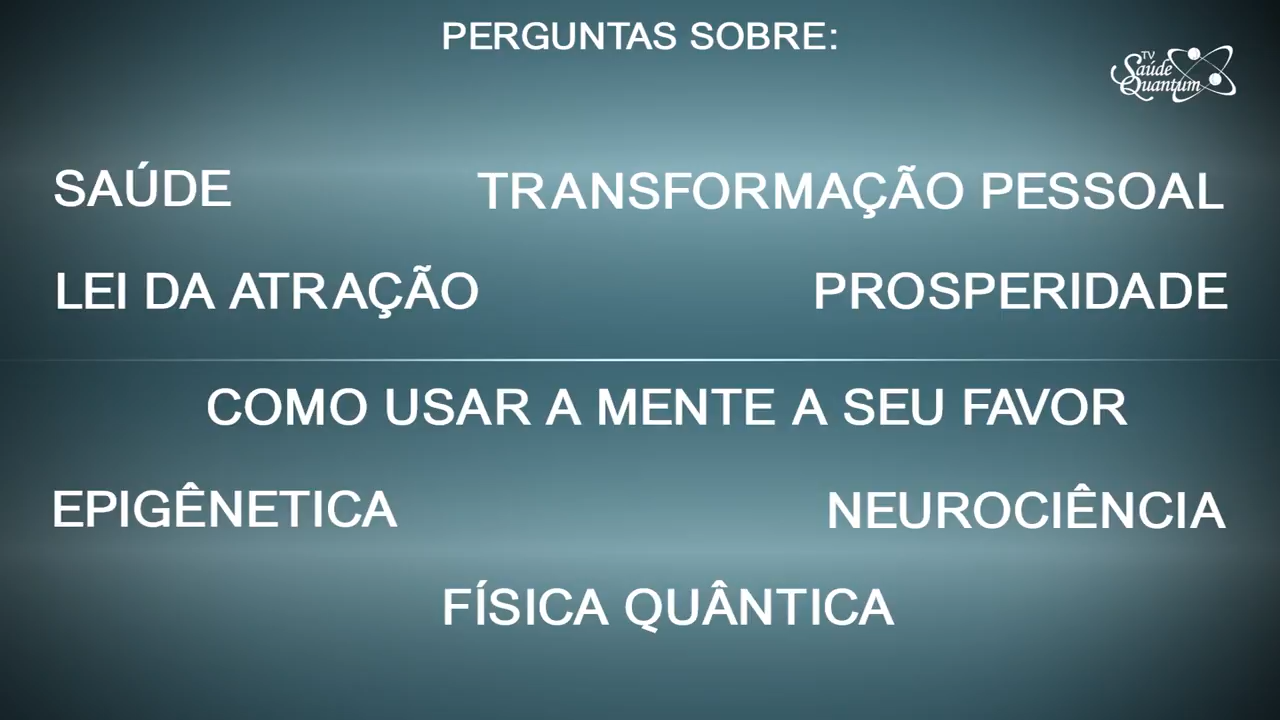 PERGUNTAS SOBRE:
TV
Saúde
Quantum
SAÚDE
TRANSFORMAÇÃO PESSOAL
LEI DA ATRAÇÃO
PROSPERIDADE
COMO USAR A MENTE A SEU FAVOR
EPIGÊNETICA
NEUROCIÊNCIA
FÍSICA QUÂNTICA